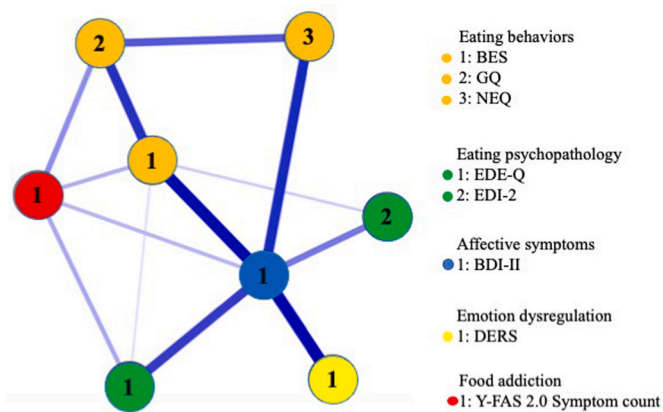 2
3
1
1
2
1
1
1
Eating behaviors
1: BES
2: GQ
3: NEQ
Eating psychopathology
1: EDE-Q
2: EDI-2
Affective symptoms
1: BDI-II
Emotion dysregulation
1: DERS
Food addiction
1: Y-FAS 2.0 Symptom count